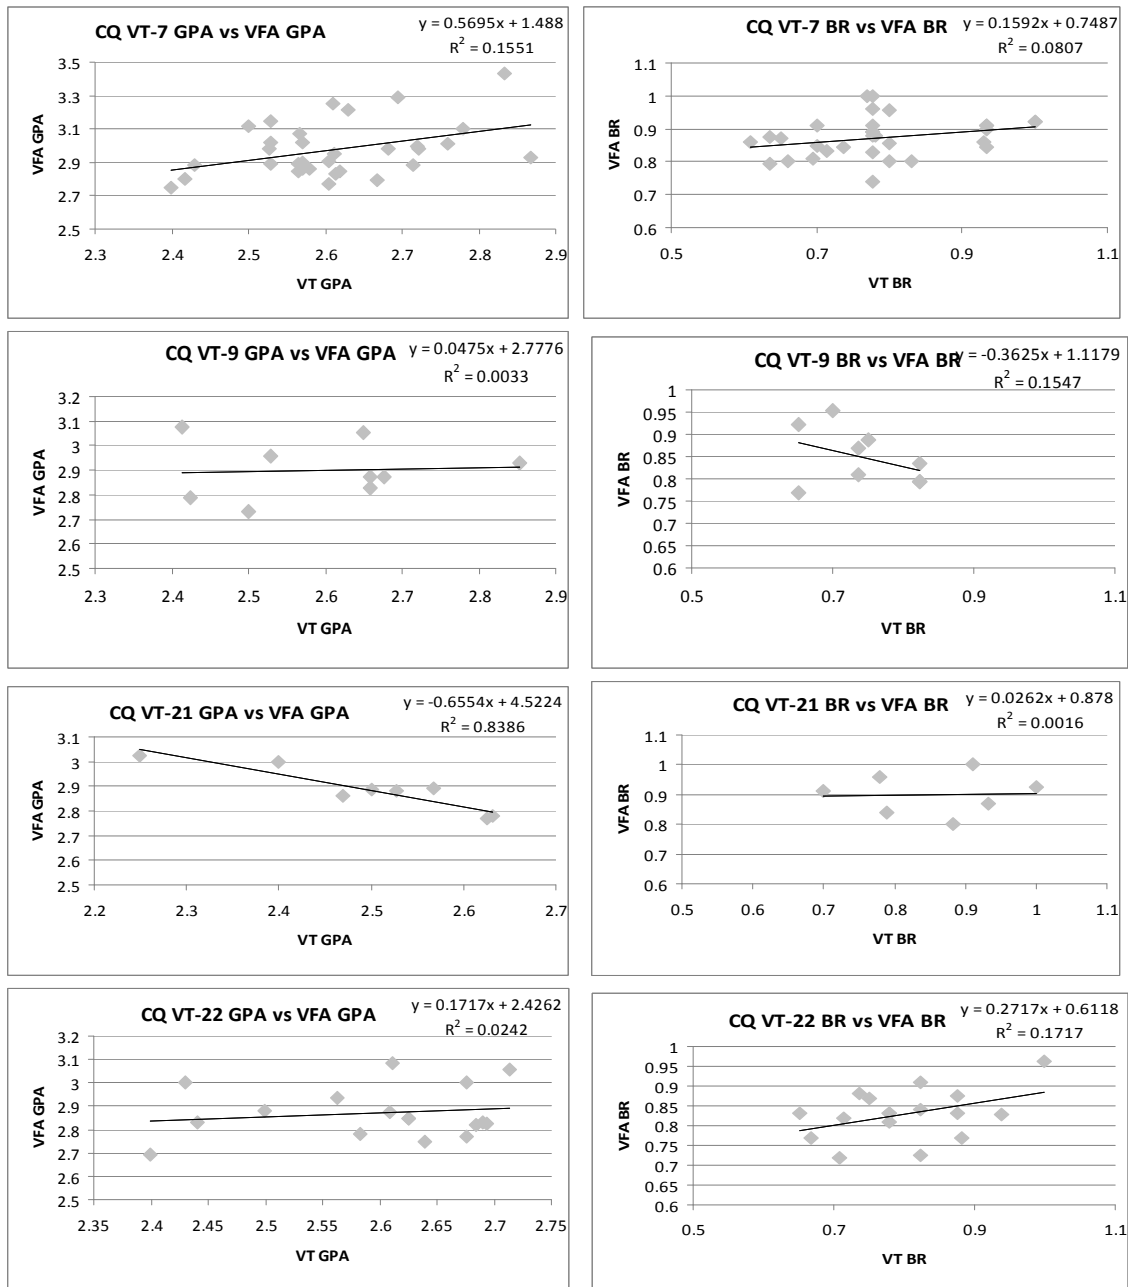 CQ VT-7 GPA vs VFA GPA
y = 0.5695x + 1.488
R² = 0.1551
VFA GPA
3.5
3.3
3.1
2.9
2.7
2.5
2.3 2.4 2.5 2.6 2.7 2.8 2.9
VT GPA
CQ VT-7 BR vs VFA BR
y = 0.1592x + 0.7487
R² = 0.0807
VFA BR
1.1
1
0.9
0.8
0.7
0.6
0.5 0.7 0.9 1.1
VT BR
CQ VT-9 GPA vs VFA GPA
y = 0.0475x + 2.7776
R² = 0.0033
VFA GPA
3.2
3.1
3
2.9
2.8
2.7
2.6
2.5
2.3 2.4 2.5 2.6 2.7 2.8 2.9
VT GPA
CQ VT-9 BR vs VFA BR
y = -0.3625x + 1.1179
R² = 0.1547
VFA BR
1
0.95
0.9
0.85
0.8
0.75
0.7
0.65
0.6
0.5 0.7 0.9 1.1
VT BR
CQ VT-21 GPA vs VFA GPA
y = -0.6554x + 4.5224
R² = 0.8386
VFA GPA
3.1
3
2.9
2.8
2.7
2.6
2.5
2.2 2.3 2.4 2.5 2.6 2.7
VT GPA
CQ VT-21 BR vs VFA BR
y = 0.0262x + 0.878
R² = 0.0016
VFA BR
1.1
1
0.9
0.8
0.7
0.6
0.5 0.6 0.7 0.8 0.9 1 1.1
VT BR
CQ VT-22 GPA vs VFA GPA
y = 0.1717x + 2.4262
R² = 0.0242
VFA GPA
3.2
3.1
3
2.9
2.8
2.7
2.6
2.5
2.35 2.4 2.45 2.5 2.55 2.6 2.65 2.7 2.75
VT GPA
CQ VT-22 BR vs VFA BR
y = 0.2717x + 0.6118
R² = 0.1717
VFA BR
1
0.95
0.9
0.85
0.8
0.75
0.7
0.65
0.6
0.5 0.7 0.9 1.1
VT BR